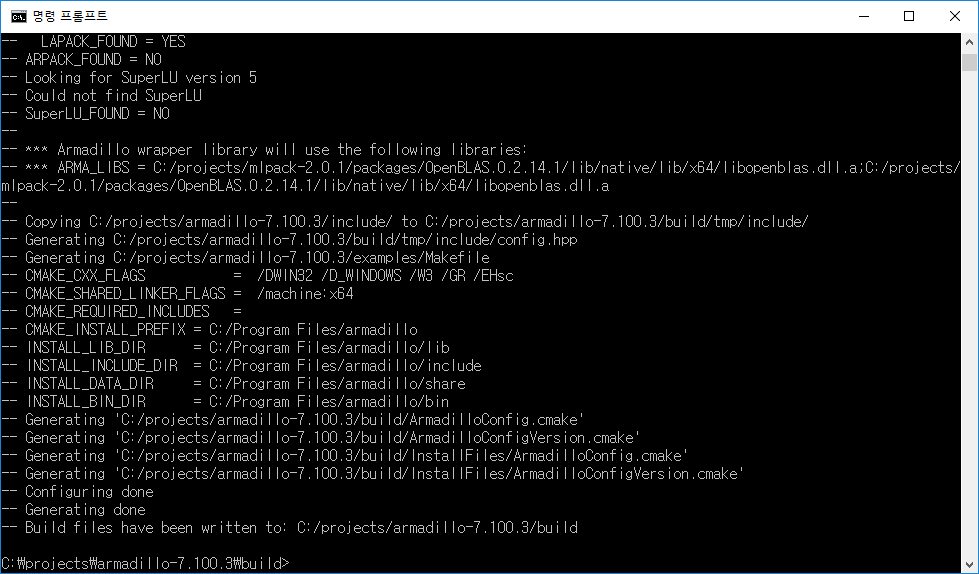 명령 프롬프트
--   LAPACK_FOUND = YES
-- ARPACK_FOUND = NO
-- Looking for SuperLU version 5
-- Could not find SuperLU
-- SuperLU_FOUND = NO
--
-- *** Armadillo wrapper library will use the following libraries:
-- *** ARMA_LIBS = C:/projects/mlpack-2.0.1/packages/OpenBLAS.0.2.14.1/lib/native/lib/x64/libopenblas.dll.a;C:/projects/
mlpack-2.0.1/packages/OpenBLAS.0.2.14.1/lib/native/lib/x64/libopenblas.dll.a
--
-- Copying C:/projects/armadillo-7.100.3/include/ to C:/projects/armadillo-7.100.3/build/tmp/include/
-- Generating C:/projects/armadillo-7.100.3/build/tmp/include/config.hpp
-- Generating C:/projects/armadillo-7.100.3/examples/Makefile
-- CMAKE_CXX_FLAGS           =  /DWIN32 /D_WINDOWS /W3 /GR /EHsc
-- CMAKE_SHARED_LINKER_FLAGS =  /machine:x64
-- CMAKE_REQUIRED_INCLUDES   =
-- CMAKE_INSTALL_PREFIX = C:/Program Files/armadillo
-- INSTALL_LIB_DIR      = C:/Program Files/armadillo/lib
-- INSTALL_INCLUDE_DIR  = C:/Program Files/armadillo/include
-- INSTALL_DATA_DIR     = C:/Program Files/armadillo/share
-- INSTALL_BIN_DIR      = C:/Program Files/armadillo/bin
-- Generating 'C:/projects/armadillo-7.100.3/build/ArmadilloConfig.cmake'
-- Generating 'C:/projects/armadillo-7.100.3/build/ArmadilloConfigVersion.cmake'
-- Generating 'C:/projects/armadillo-7.100.3/build/InstallFiles/ArmadilloConfig.cmake'
-- Generating 'C:/projects/armadillo-7.100.3/build/InstallFiles/ArmadilloConfigVersion.cmake'
-- Configuring done
-- Generating done
-- Build files have been written to: C:/projects/armadillo-7.100.3/build
C:₩projects₩armadillo-7.100.3₩build>